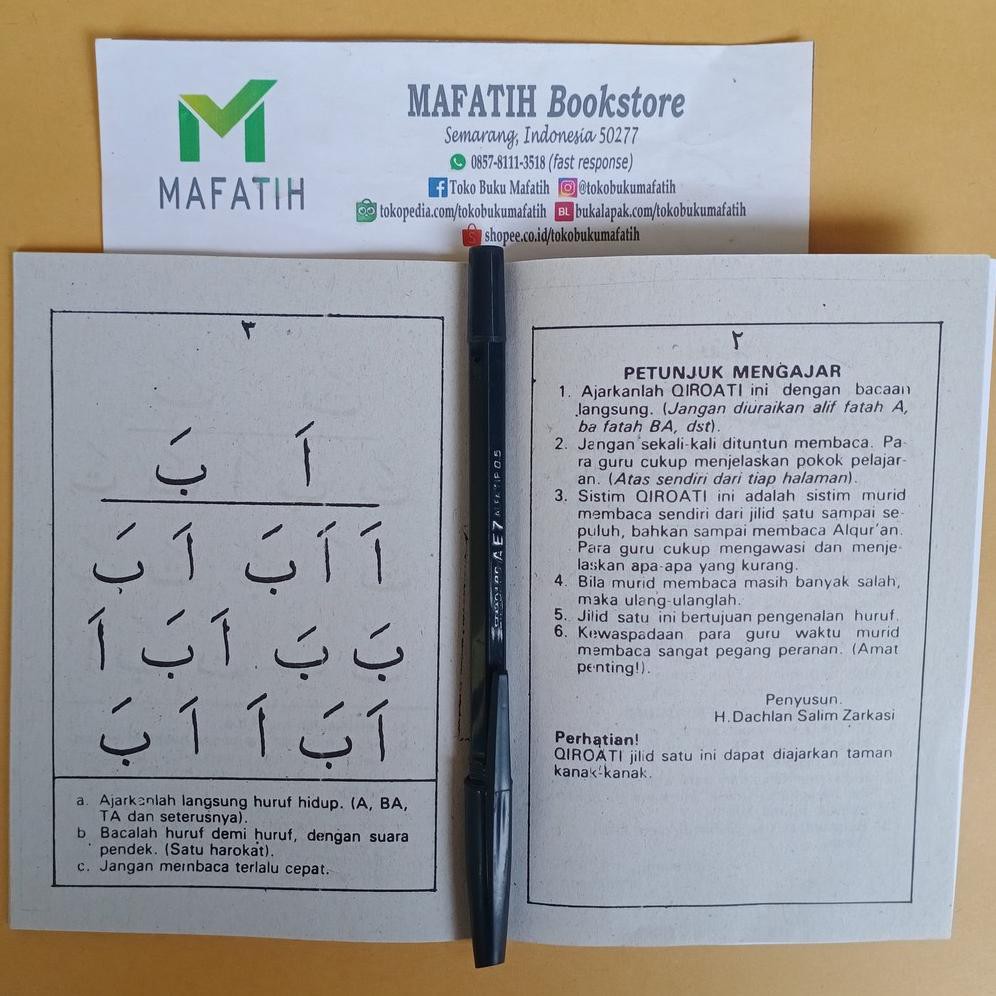 MAFATIH
MAFATIH Bookstore
Semarang, Indonesia 50277
0857-8111-3518 (fast response)
Toko Buku Mafatih @tokobukumafatih
tokopedia.com/tokobukumafatih BL bukalapak.com/tokobukumafatih
shopee.co.id/tokobukumafatih
٢
PETUNJUK MENGAJAR
1. Ajarkanlah QIROATI ini dengan bacaan
langsung. (Jangan diuraikan alif fatah A,
ba fatah BA, dst).
2. Jangan sekali-kali dituntun membaca. Pa-
ra guru cukup menjelaskan pokok pelajar-
an. (Atas sendiri dari tiap halaman).
3. Sistim QIROATI ini adalah sistim murid
membaca sendiri dari jilid satu sampai se-
puluh, bahkan sampai membaca Alqur'an.
Para guru cukup mengawasi dan menje-
laskan apa-apa yang kurang.
4. Bila murid membaca masih banyak salah,
maka ulang-ulanglah.
5. Jilid satu ini bertujuan pengenalan huruf.
6. Kewaspadaan para guru waktu murid
membaca sangat pegang peranan. (Amat
penting!).
Penyusun.
H.Dachlan Salim Zarkasi
Perhatian!
QIROATI jilid satu ini dapat diajarkan taman
kanak-kanak.
٣
اَ بَ
اَ اَ بَ اَ بَ
بَ بَ اَ بَ اَ
اَ بَ اَ اَ بَ
a. Ajarkanlah langsung huruf hidup. (A, BA,
TA dan seterusnya).
b Bacalah huruf demi huruf, dengan suara
pendek. (Satu harokat).
c. Jangan membaca terlalu cepat.
AE7 ALFATIP 0.5